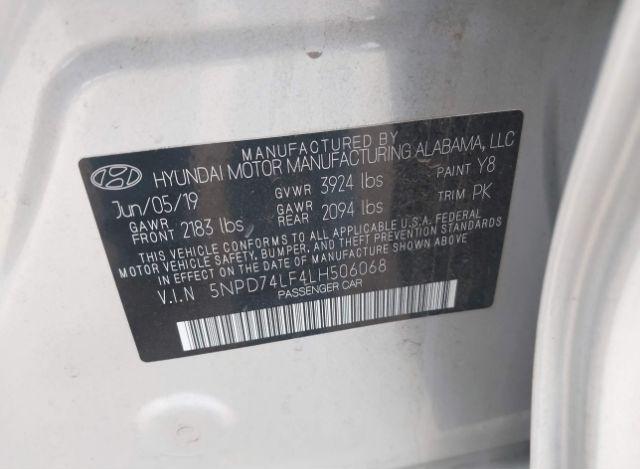 MANUFACTURED BY
HYUNDAI MOTOR MANUFACTURING ALABAMA, LLC
Jun/05/19 GVWR 3924 lbs PAINT Y8
GAWR FRONT 2183 lbs GAWR REAR 2094 lbs TRIM PK
THIS VEHICLE CONFORMS TO ALL APPLICABLE U.S.A. FEDERAL
MOTOR VEHICLE SAFETY, BUMPER, AND THEFT PREVENTION STANDARDS
IN EFFECT ON THE DATE OF MANUFACTURE SHOWN ABOVE
V.I.N 5NPD74LF4LH506068
PASSENGER CAR